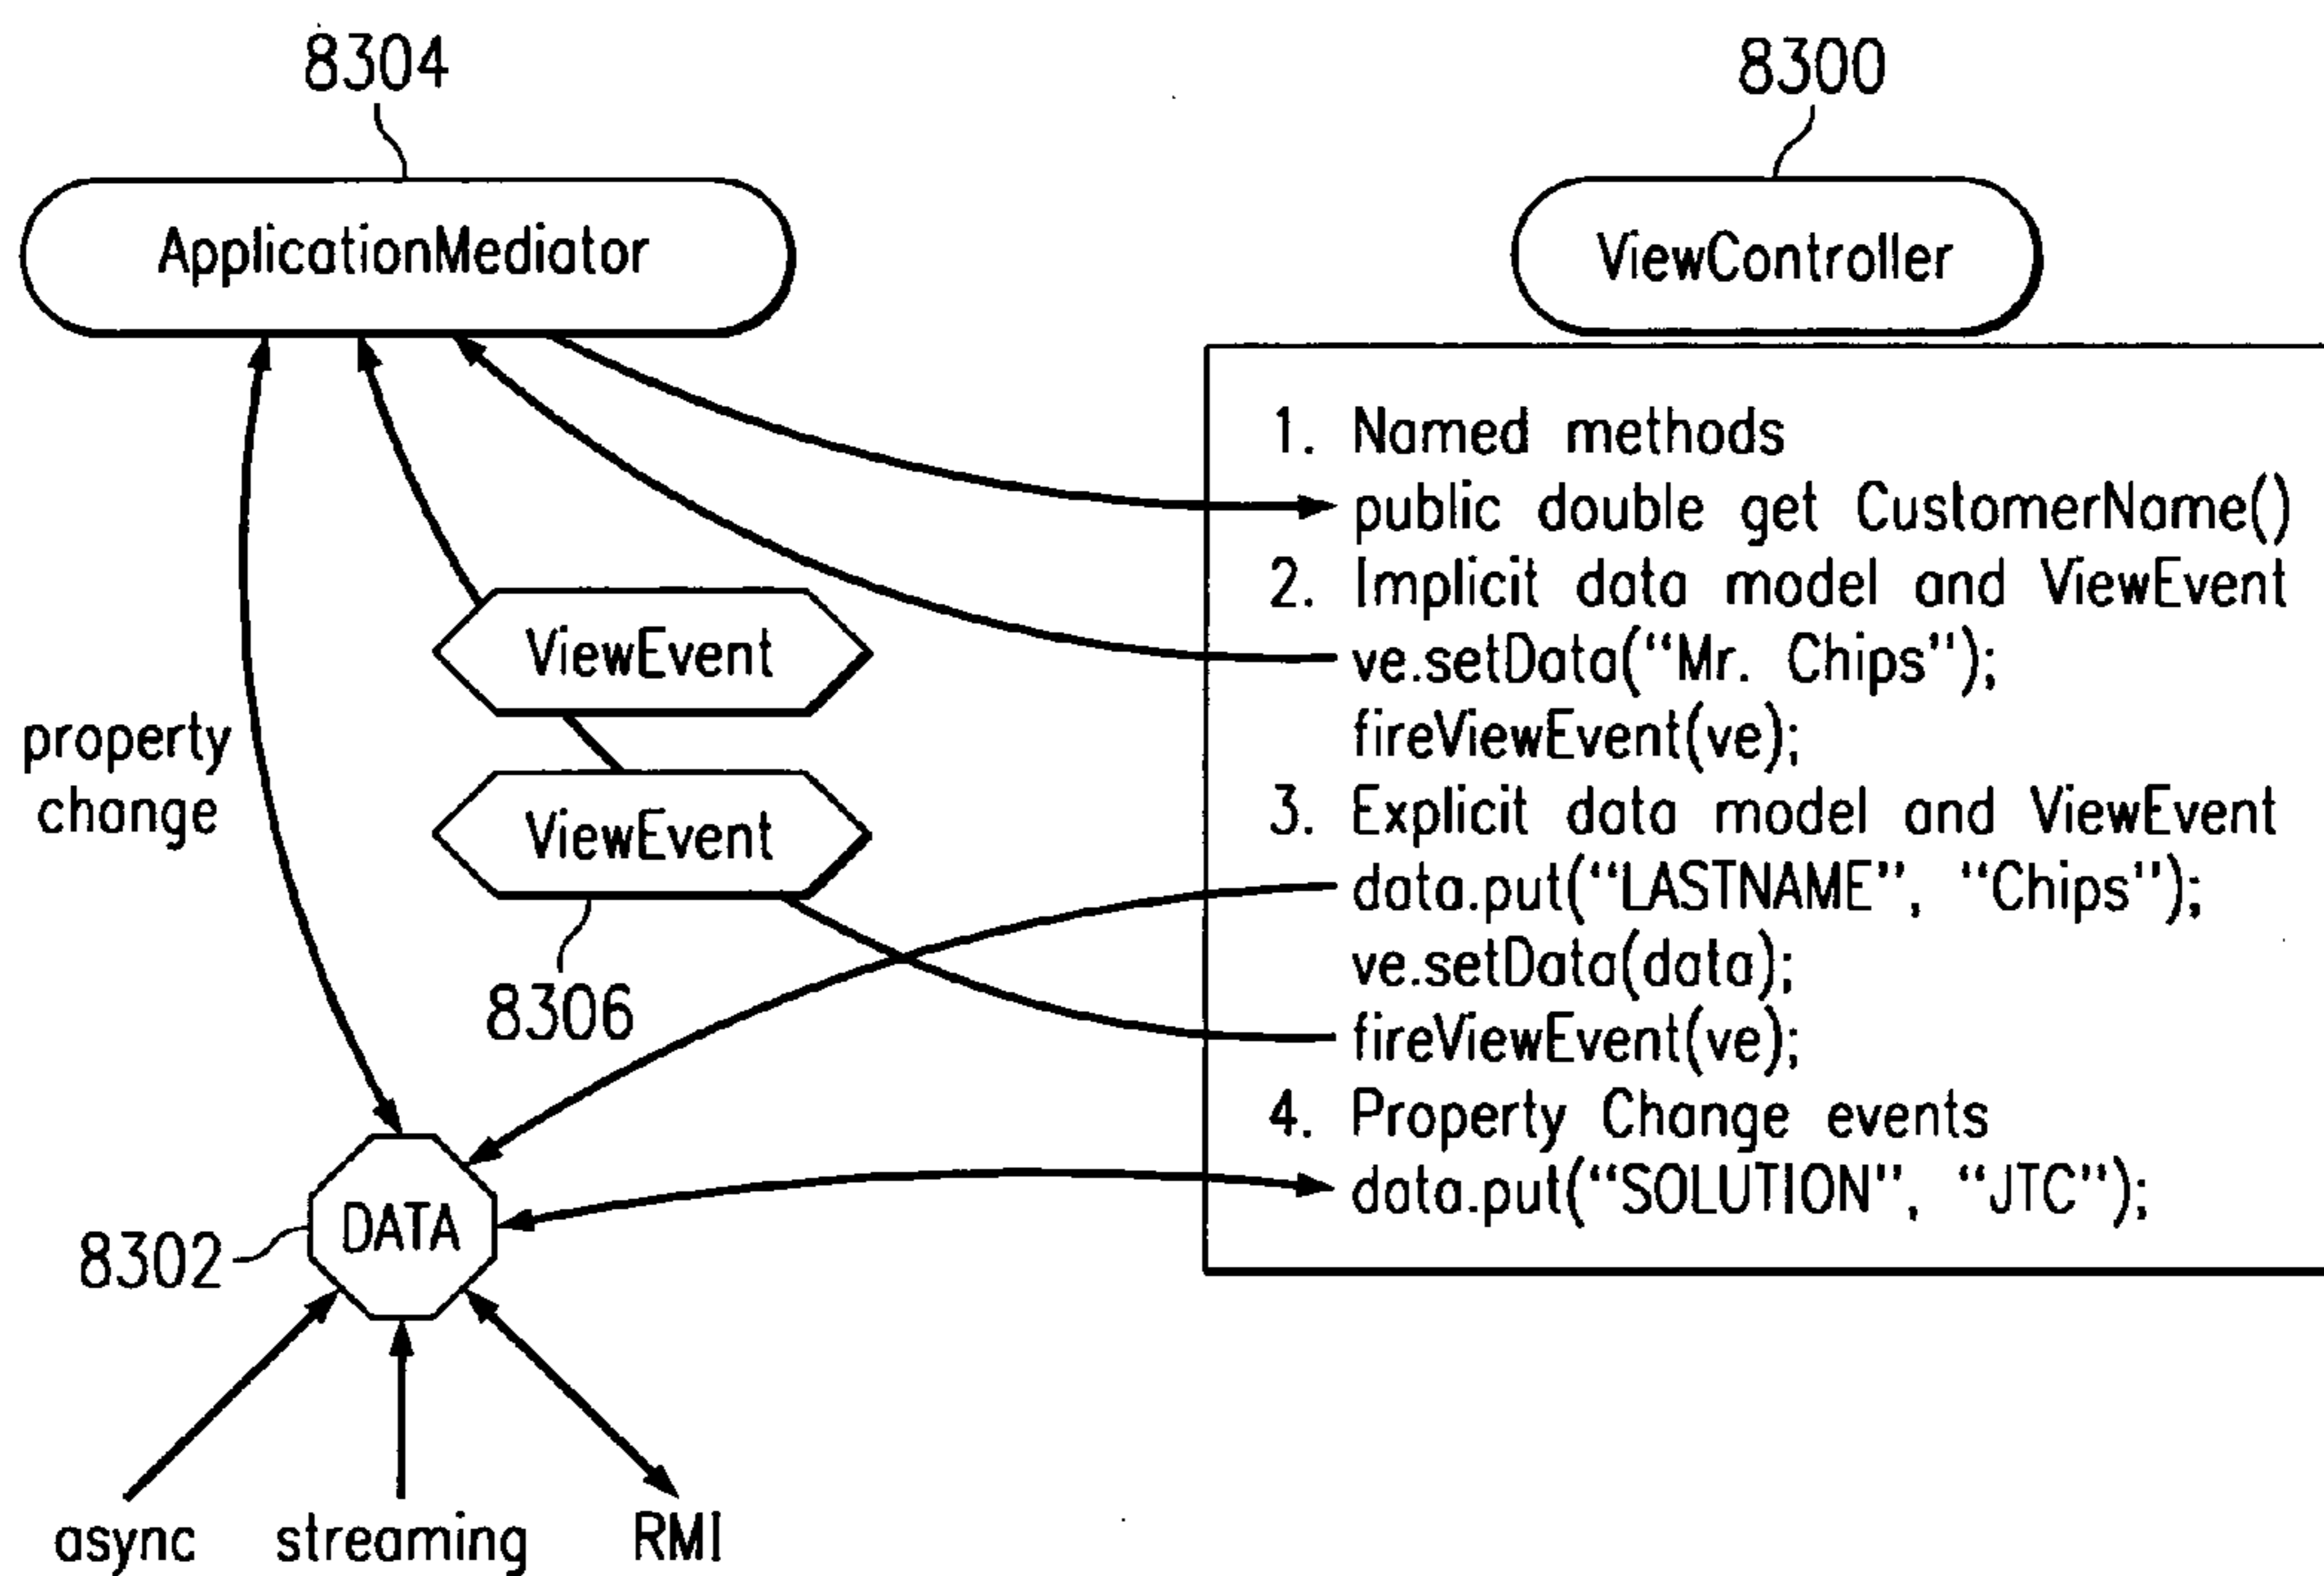 8304
8300
ApplicationMediator
ViewController
1. Named methods
public double get CustomerName()
2. Implicit data model and ViewEvent
ve.setData(“Mr. Chips”);
fireViewEvent(ve);
3. Explicit data model and ViewEvent
data.put(“LASTNAME”, “Chips”);
ve.setData(data);
fireViewEvent(ve);
4. Property Change events
data.put(“SOLUTION”, “JTC”);
ViewEvent
ViewEvent
property
change
8306
DATA
8302
async
streaming
RMI